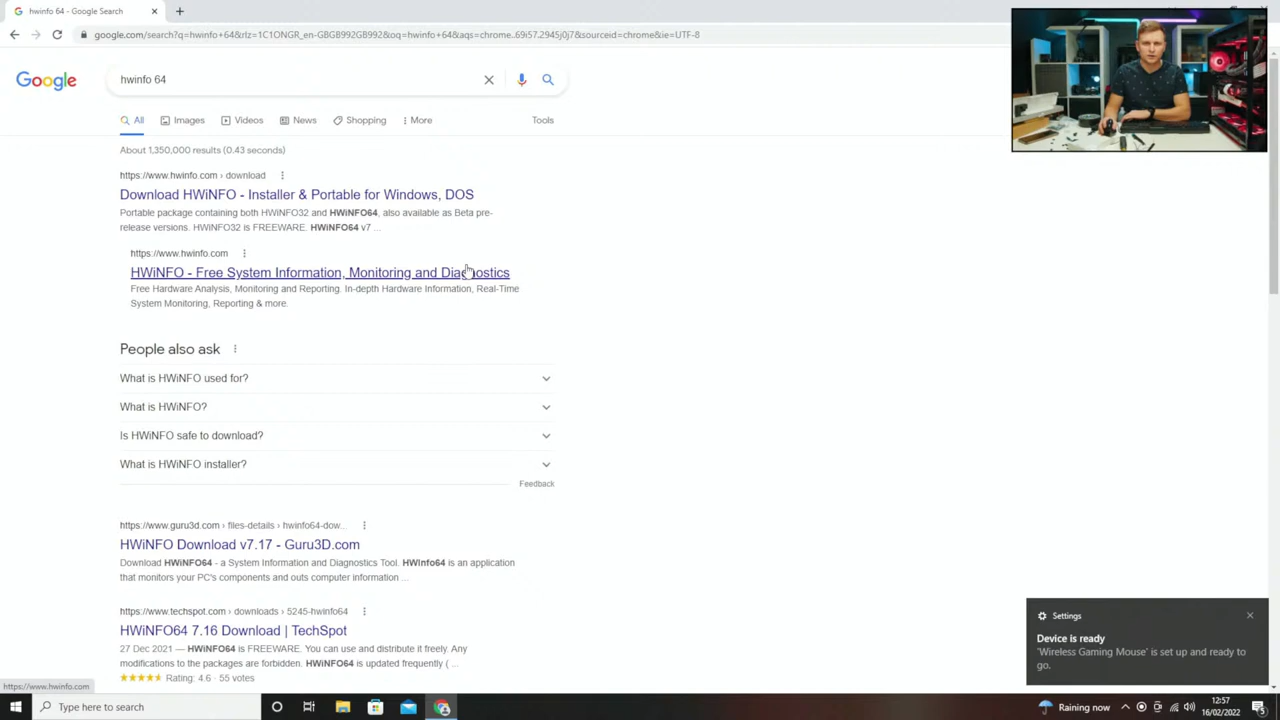 hwinfo 64 - Google Search
google.com/search?q=hwinfo+64&rlz=1C1ONGR_en-GBGB992GB992&oq=hwinfo+64&aqs=chrome..69i57.2945j0j7&sourceid=chrome&ie=UTF-8
Google
hwinfo 64
All
Images
Videos
News
Shopping
More
Tools
About 1,350,000 results (0.43 seconds)
https://www.hwinfo.com › download
Download HWiNFO - Installer & Portable for Windows, DOS
Portable package containing both HWiNFO32 and HWiNFO64, also available as Beta pre-
release versions. HWiNFO32 is FREEWARE. HWiNFO64 v7 ...
https://www.hwinfo.com
HWiNFO - Free System Information, Monitoring and Diagnostics
Free Hardware Analysis, Monitoring and Reporting. In-depth Hardware Information, Real-Time
System Monitoring, Reporting & more.
People also ask
What is HWiNFO used for?
What is HWiNFO?
Is HWiNFO safe to download?
What is HWiNFO installer?
Feedback
https://www.guru3d.com › files-details › hwinfo64-dow...
HWiNFO Download v7.17 - Guru3D.com
Download HWiNFO64 - a System Information and Diagnostics Tool. HWInfo64 is an application
that monitors your PC's components and outs computer information ...
https://www.techspot.com › downloads › 5245-hwinfo64
HWiNFO64 7.16 Download | TechSpot
27 Dec 2021 — HWiNFO64 is FREEWARE. You can use and distribute it freely. Any
modifications to the packages are forbidden. HWiNFO64 is updated frequently ( ...
Rating: 4.6 · 55 votes
https://www.hwinfo.com
Settings
Device is ready
'Wireless Gaming Mouse' is set up and ready to
go.
Type here to search
Raining now
12:57
16/02/2022
5